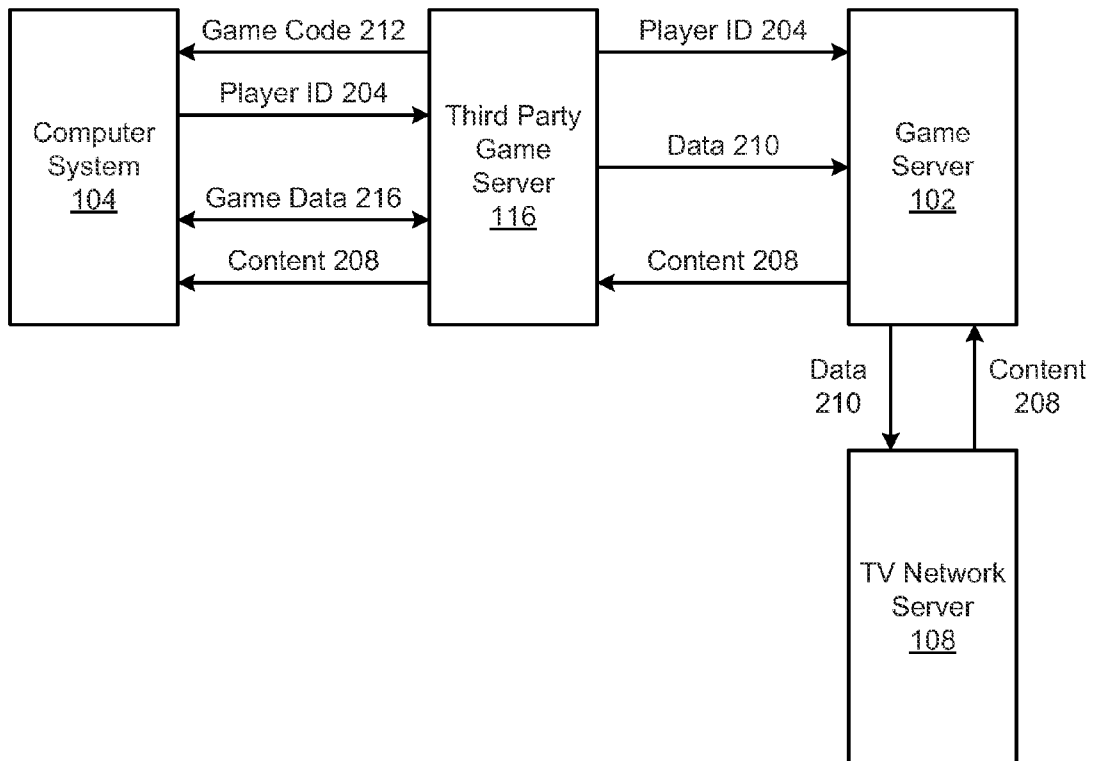 Game Code 212
Player ID 204
Player ID 204
Computer
System
104
Third Party
Game
Server
116
Game
Server
102
Data 210
Game Data 216
Content 208
Content 208
Data
210
Content
208
TV Network
Server
108